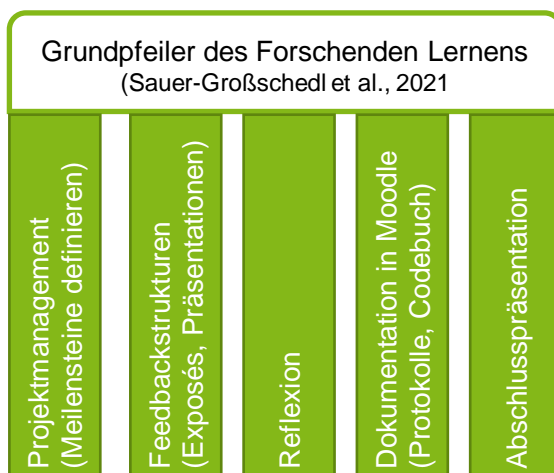 Grundpfeiler des Forschenden Lernens
(Sauer-Großschedl et al., 2021
Projektmanagement
(Meilensteine definieren)
Feedbackstrukturen
(Exposés, Präsentationen)
Reflexion
Dokumentation in Moodle
(Protokolle, Codebuch)
Abschlusspräsentation